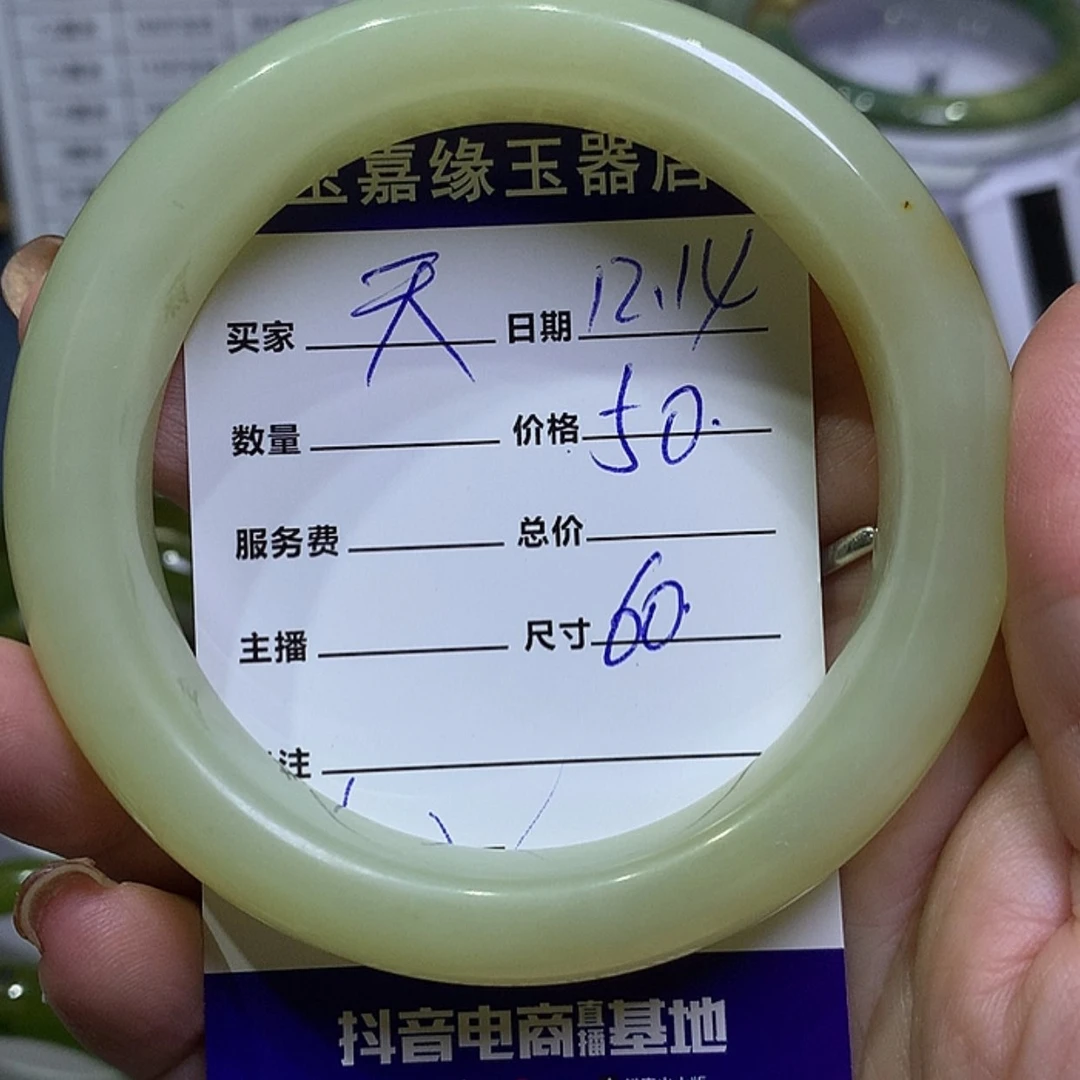 玉嘉缘玉器店
买家 天 日期 12.14
数量 价格 50.
服务费 总价
主播 尺寸 60.
注
抖音电商直播基地